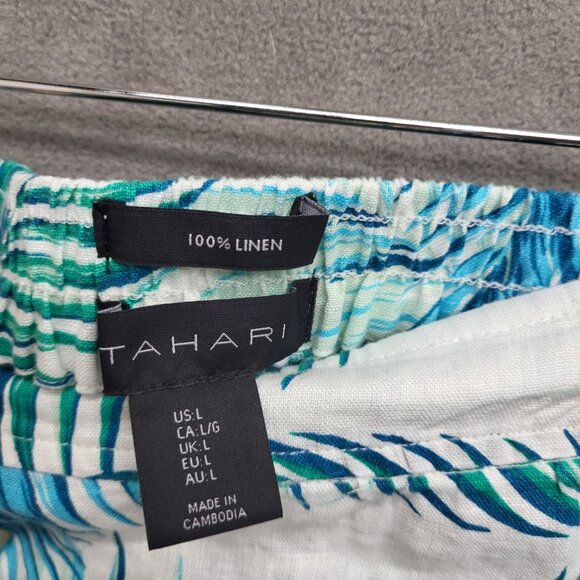 100% LINEN
TAHARI
US:L
CA:L/G
UK:L
EU:L
AU:L
MADE IN
CAMBODIA